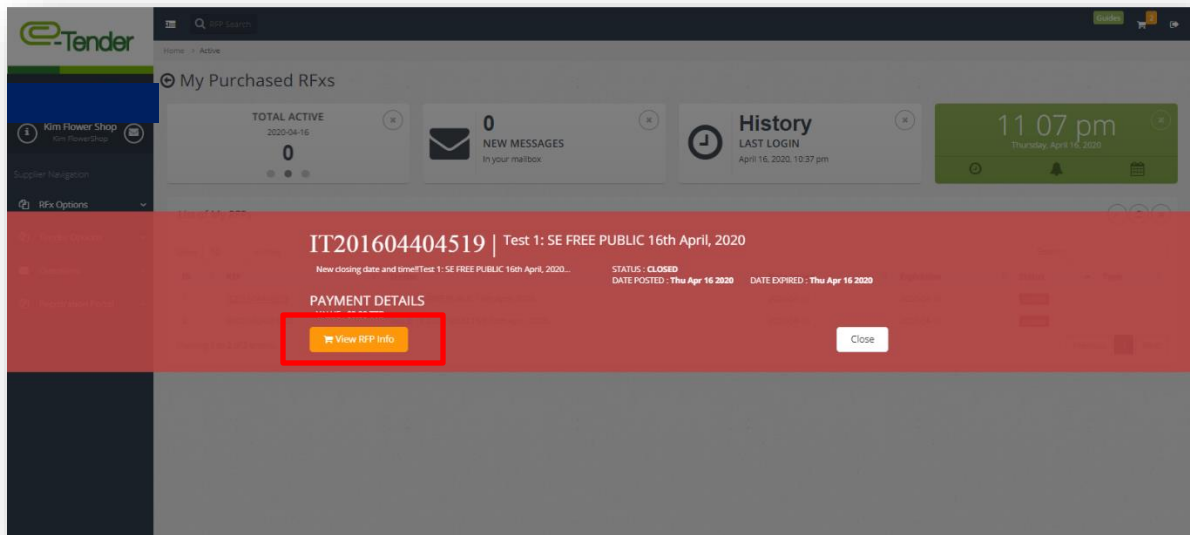 e-Tender
RFP Search
Guides
2
Home > Active
My Purchased RFxs
Kim Flower Shop
Kim FlowerShop
Supplier Navigation
RFx Options
TOTAL ACTIVE
2020-04-16
0
0
NEW MESSAGES
In your mailbox
History
LAST LOGIN
April 16, 2020, 10:37 pm
11 07 pm
Thursday, April 16, 2020
IT201604404519 | Test 1: SE FREE PUBLIC 16th April, 2020
New closing date and time!!Test 1: SE FREE PUBLIC 16th April, 2020...
STATUS : CLOSED
DATE POSTED : Thu Apr 16 2020 DATE EXPIRED : Thu Apr 16 2020
PAYMENT DETAILS
View RFP Info
Close